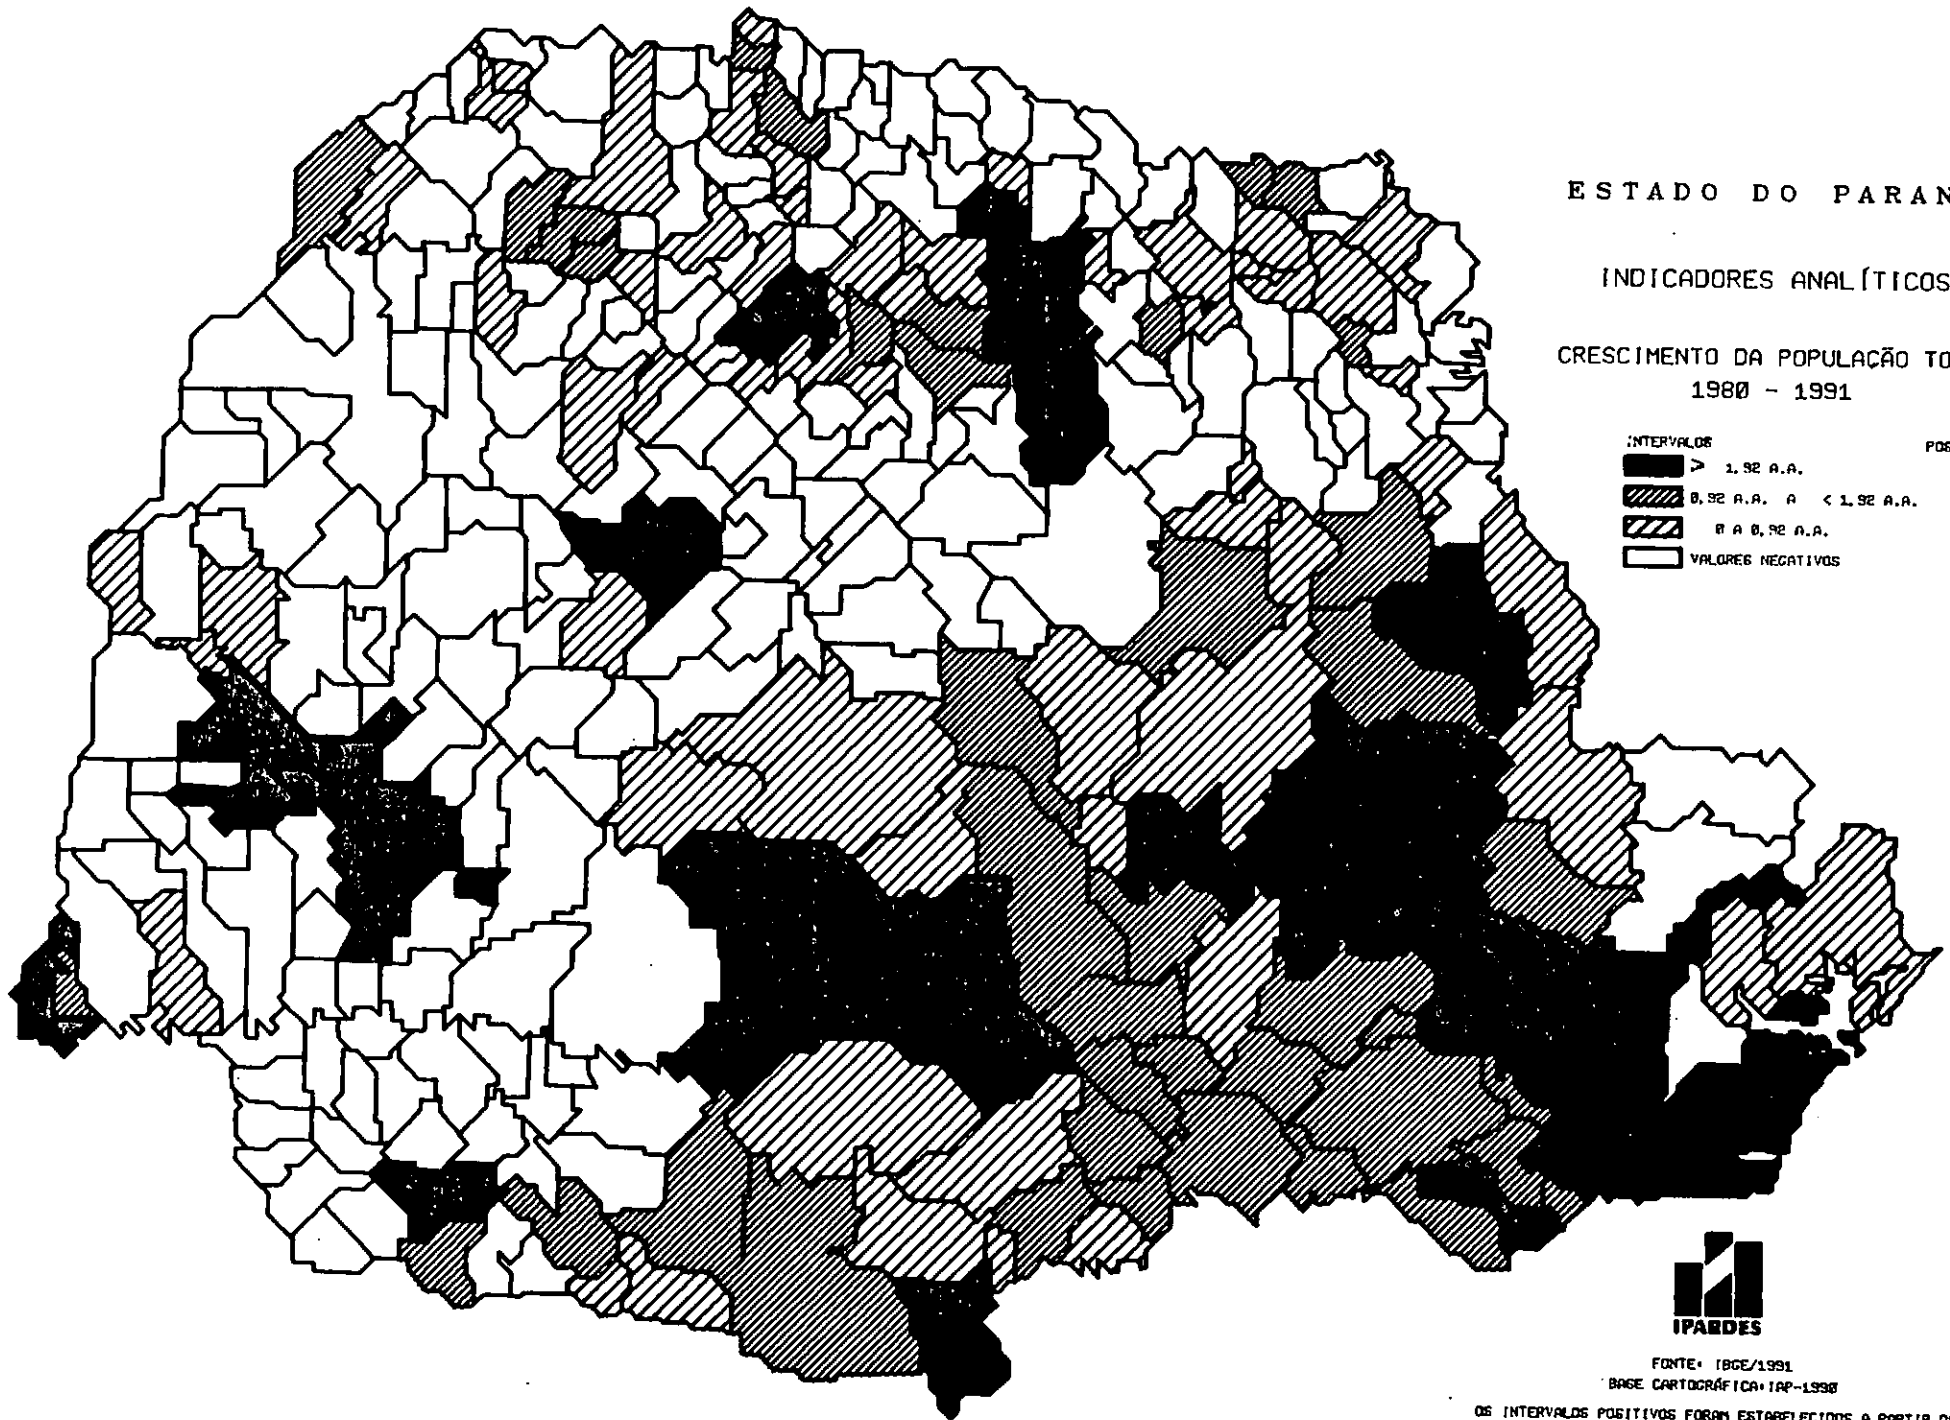 ESTADO DO PARAN
INDICADORES ANALÍTICOS
CRESCIMENTO DA POPULAÇÃO TO
1980 - 1991
INTERVALOS POS
> 1,92 A.A.
0,92 A.A. A < 1,92 A.A.
0 A 0,92 A.A.
VALORES NEGATIVOS
IPARDES
FONTE: IBGE/1991
BASE CARTOGRÁFICA: IAP-1990
OS INTERVALOS POSITIVOS FORAM ESTABELECIDOS A PARTIR